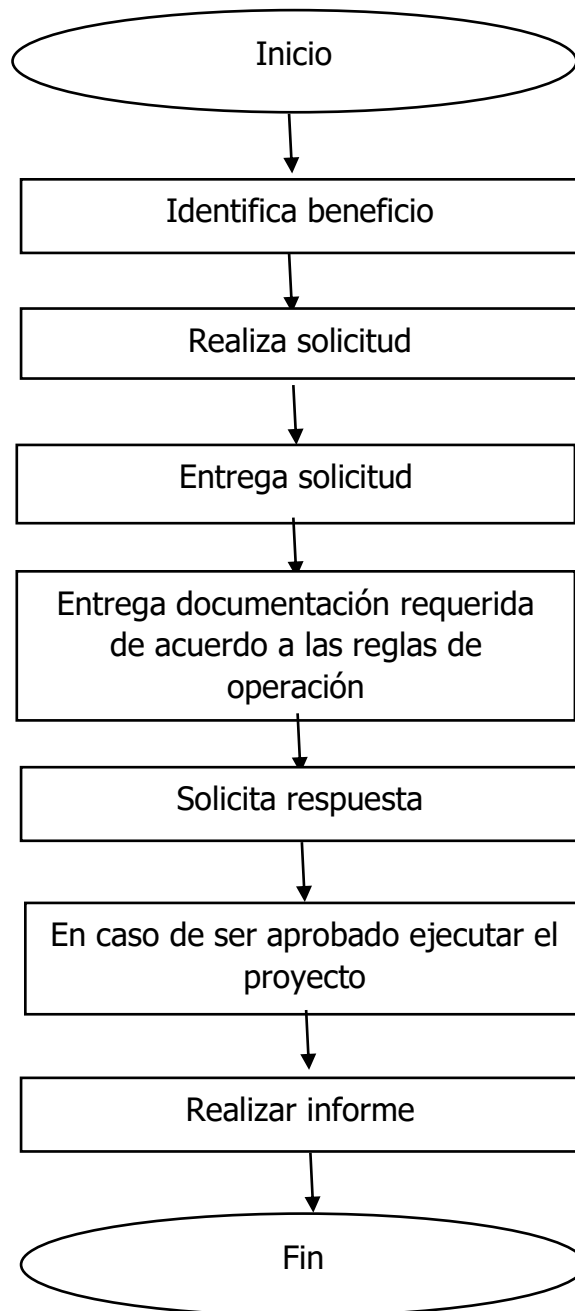 Inicio
Identifica beneficio
Realiza solicitud
Entrega solicitud
Entrega documentación requerida
de acuerdo a las reglas de
operación
Solicita respuesta
En caso de ser aprobado ejecutar el
proyecto
Realizar informe
Fin